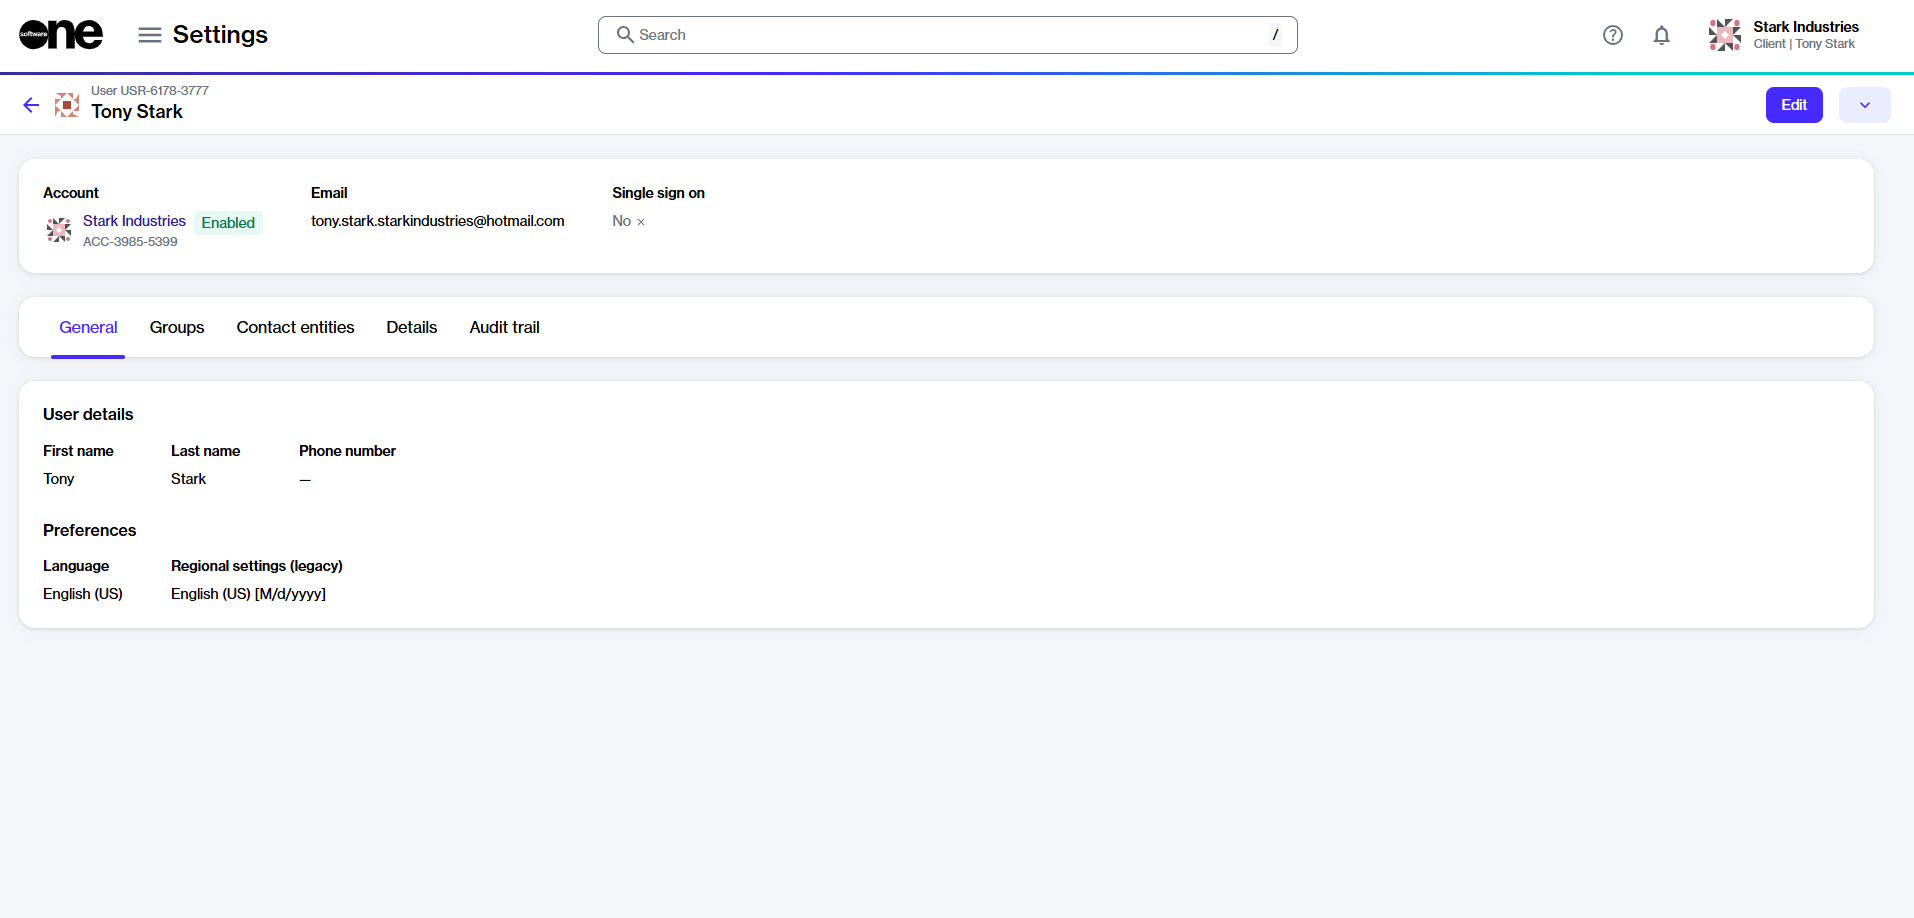 software one
Settings
Search
/
Stark Industries
Client | Tony Stark
User USR-6178-3777
Tony Stark
Edit
Account
Email
Single sign on
Stark Industries
Enabled
tony.stark.starkindustries@hotmail.com
No ×
ACC-3985-5399
General
Groups
Contact entities
Details
Audit trail
User details
First name
Last name
Phone number
Tony
Stark
—
Preferences
Language
Regional settings (legacy)
English (US)
English (US) [M/d/yyyy]